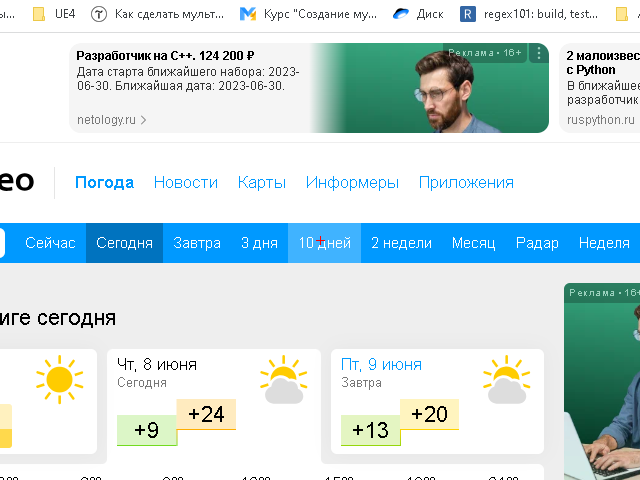 UE4 Как сделать мульт... Курс "Создание му... Диск regex101: build, test...
Разработчик на C++. 124 200 ₽
Дата старта ближайшего набора: 2023-
06-30. Ближайшая дата: 2023-06-30.
netology.ru
Реклама • 16+
2 малоизвес
с Python
В ближайшее
разработчик
ruspython.ru
ео
Погода Новости Карты Информеры Приложения
Сейчас Сегодня Завтра 3 дня 10 дней 2 недели Месяц Радар Неделя
Реклама • 16+
иге сегодня
Чт, 8 июня
Сегодня
+9 +24
Пт, 9 июня
Завтра
+13 +20